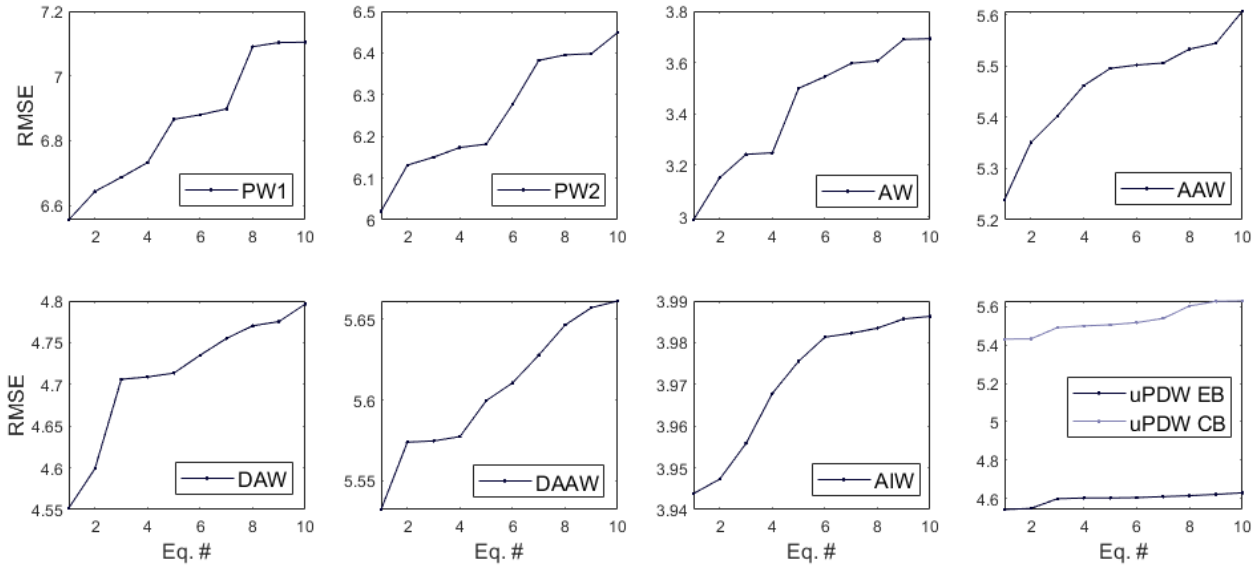 7.2
7
6.8
6.6
RMSE
2 4 6 8 10
PW1
6.5
6.4
6.3
6.2
6.1
6
2 4 6 8 10
PW2
3.8
3.6
3.4
3.2
3
2 4 6 8 10
AW
5.6
5.5
5.4
5.3
5.2
2 4 6 8 10
AAW
4.8
4.75
4.7
4.65
4.6
4.55
RMSE
2 4 6 8 10
Eq. #
DAW
5.65
5.6
5.55
2 4 6 8 10
Eq. #
DAAW
3.99
3.98
3.97
3.96
3.95
3.94
2 4 6 8 10
Eq. #
AIW
5.6
5.4
5.2
5
4.8
4.6
2 4 6 8 10
Eq. #
uPDW EB
uPDW CB